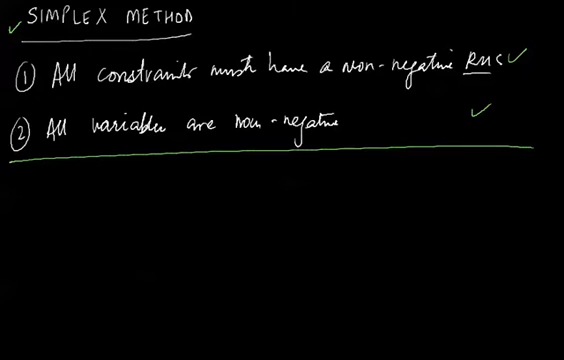 SIMPLEX METHOD
① All constraints must have a non-negative RHS
② All variables are non-negative